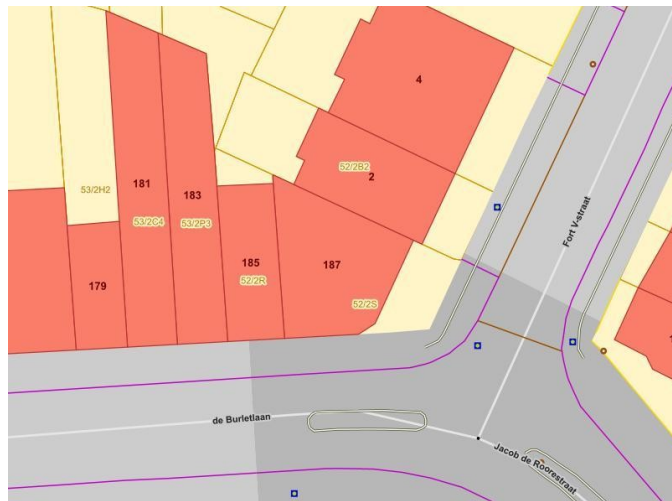 4
52/2B2
2
181
183
53/2H2
53/2C4
53/2P3
179
185
52/2R
187
52/2S
Fort V-straat
de Burletlaan
Jacob de Roorestraat